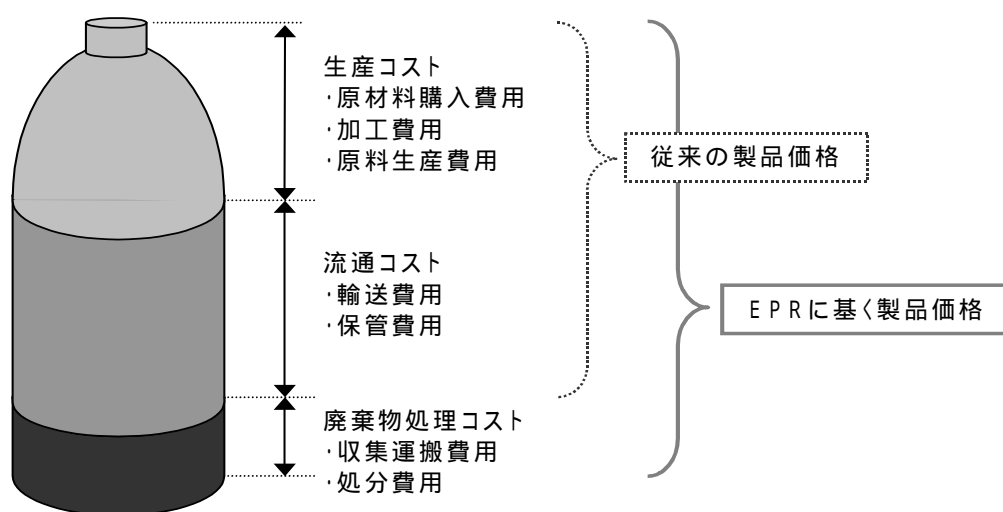 生産コスト
･原材料購入費用
･加工費用
･原料生産費用
従来の製品価格
流通コスト
･輸送費用
･保管費用
EPRに基く製品価格
廃棄物処理コスト
･収集運搬費用
･処分費用